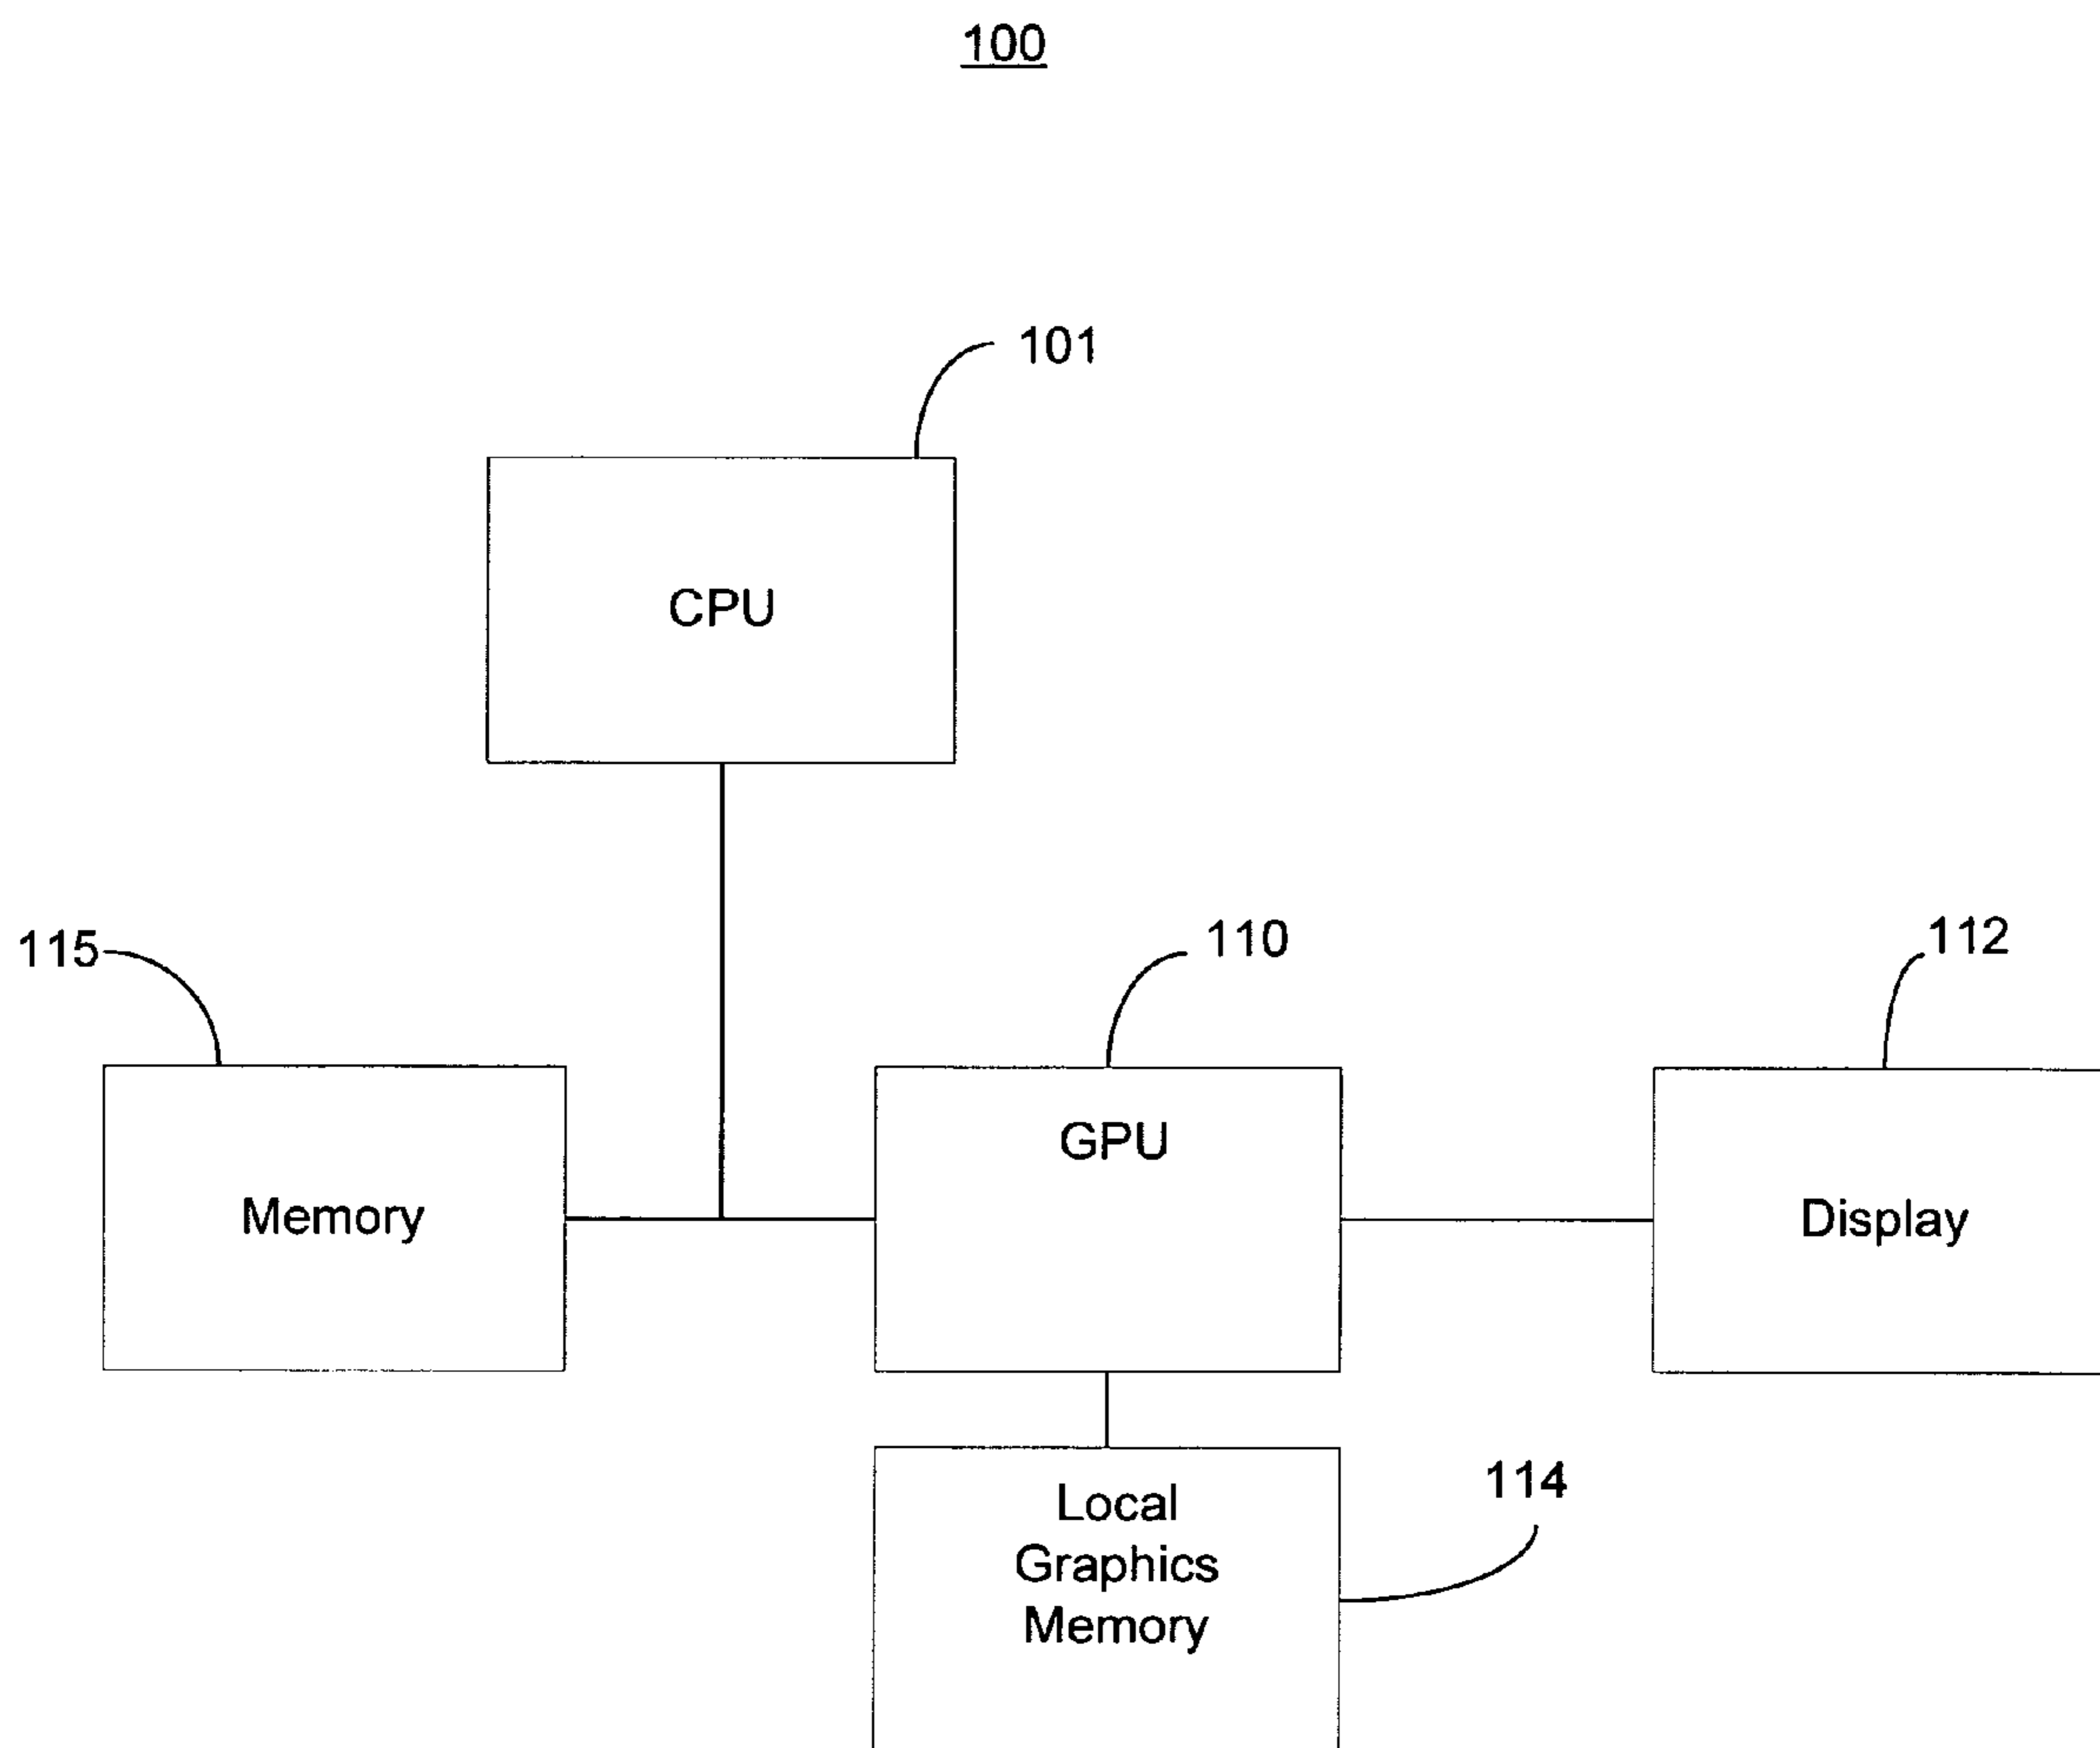 100
101
CPU
115
110
112
GPU
Memory
Display
114
Local
Graphics
Memory